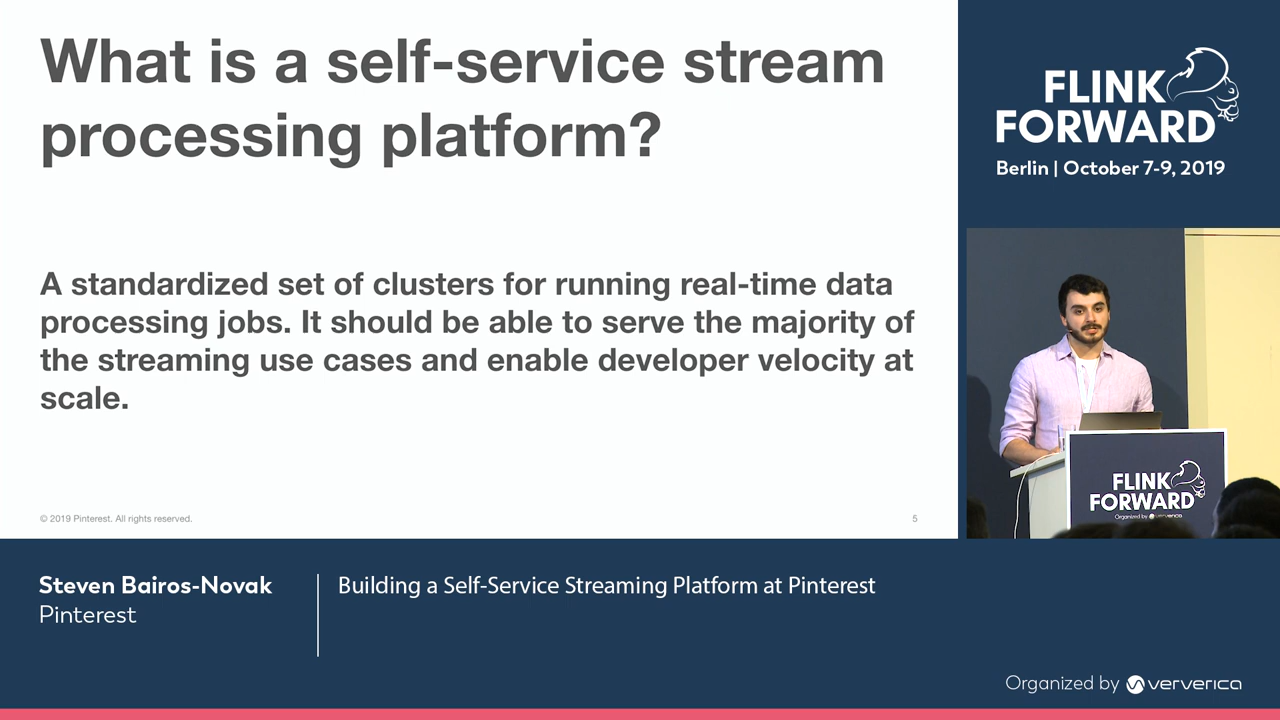 What is a self-service stream
processing platform?
A standardized set of clusters for running real-time data
processing jobs. It should be able to serve the majority of
the streaming use cases and enable developer velocity at
scale.
© 2019 Pinterest. All rights reserved.
5
FLINK
FORWARD
Berlin | October 7-9, 2019
FLINK
FORWARD
Organized by ververica
Steven Bairos-Novak
Pinterest
Building a Self-Service Streaming Platform at Pinterest
Organized by ververica